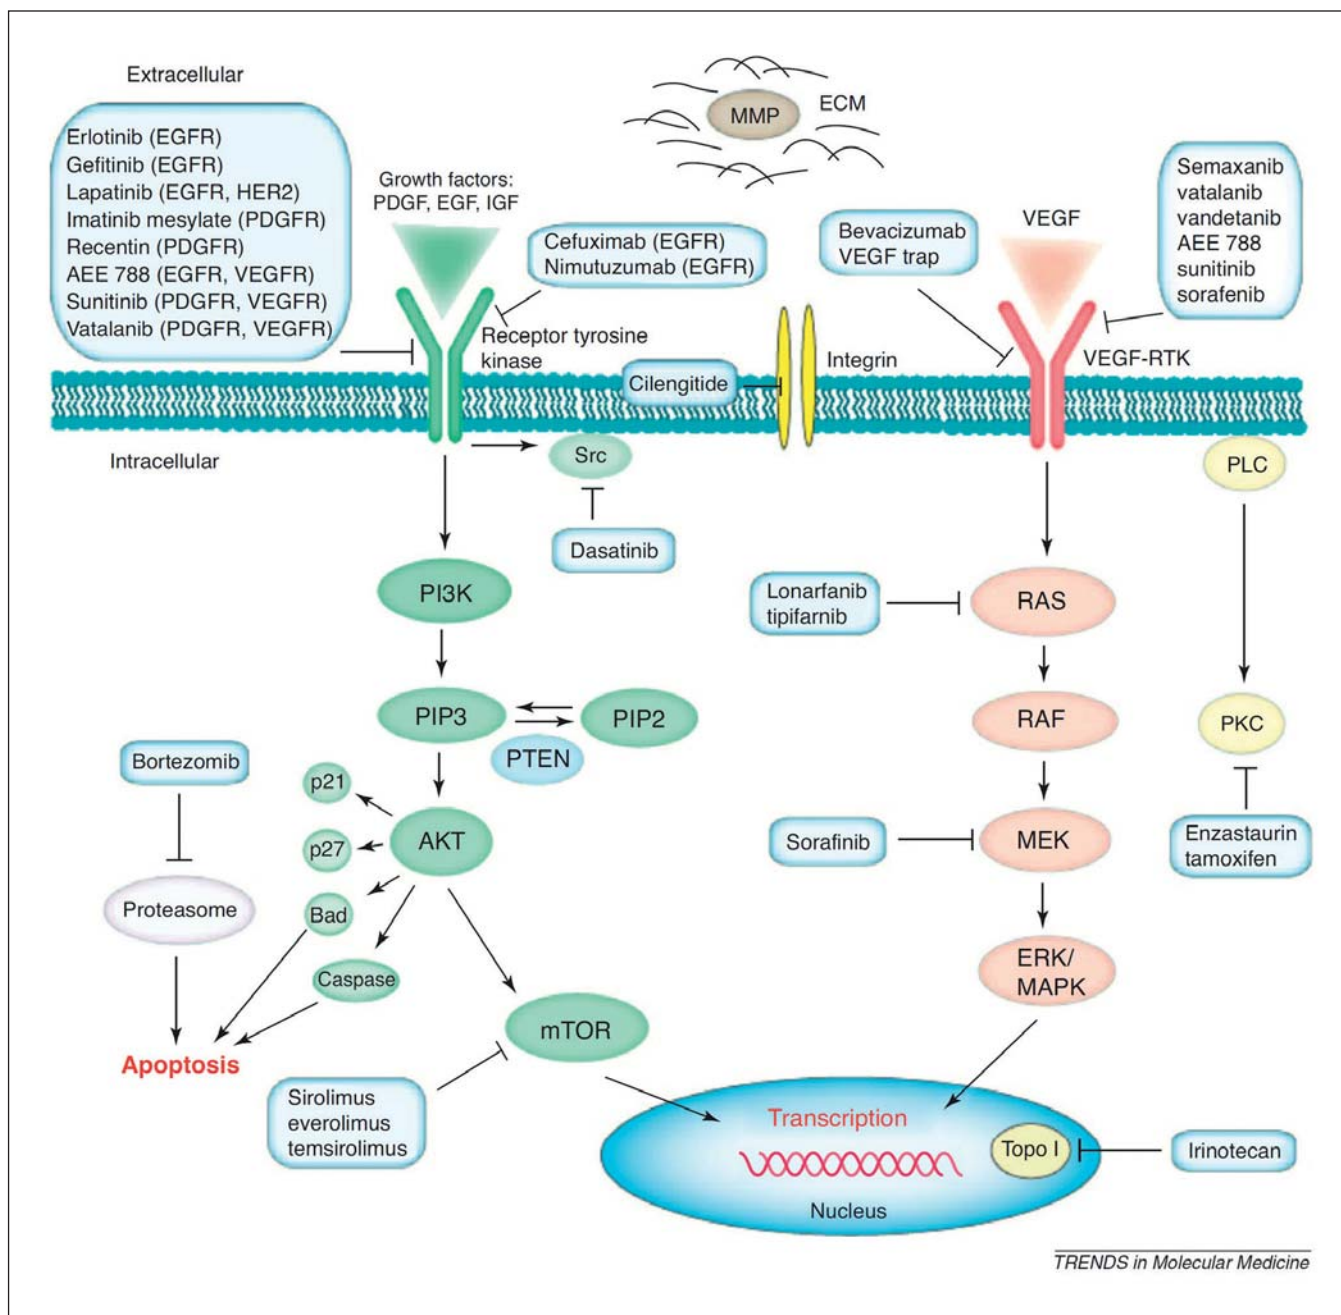 Extracellular
Erlotinib (EGFR)
Gefitinib (EGFR)
Lapatinib (EGFR, HER2)
Imatinib mesylate (PDGFR)
Recentin (PDGFR)
AEE 788 (EGFR, VEGFR)
Sunitinib (PDGFR, VEGFR)
Vatalanib (PDGFR, VEGFR)
Growth factors:
PDGF, EGF, IGF
MMP
ECM
Cefuximab (EGFR)
Nimutuzumab (EGFR)
Bevacizumab
VEGF trap
VEGF
Semaxanib
vatalanib
vandetanib
AEE 788
sunitinib
sorafenib
Receptor tyrosine
kinase
Cilengitide
Integrin
VEGF-RTK
Intracellular
Src
PLC
Dasatinib
PI3K
Lonarfanib
tipifarnib
RAS
PIP3
PIP2
PTEN
RAF
PKC
Bortezomib
p21
p27
AKT
Sorafinib
MEK
Enzastaurin
tamoxifen
Proteasome
Bad
Caspase
ERK/
MAPK
mTOR
Apoptosis
Sirolimus
everolimus
temsirolimus
Transcription
Topo I
Irinotecan
Nucleus
TRENDS in Molecular Medicine